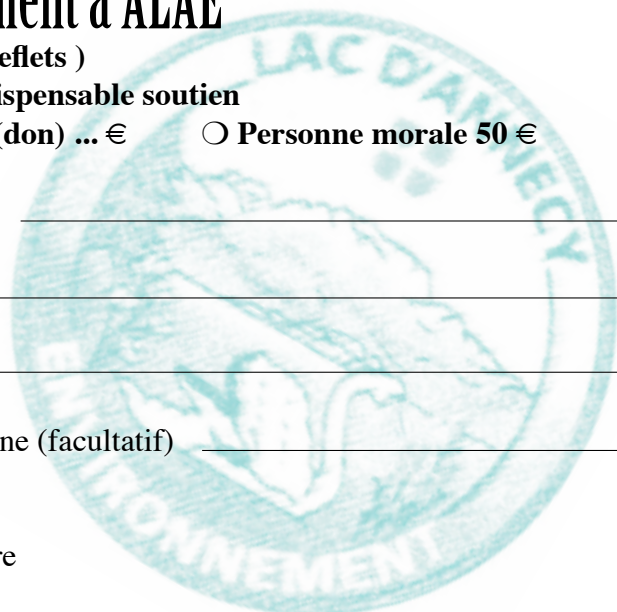 ment à ALAE
eflets )
ispensable soutien
(don) ... € ❍ Personne morale 50 €
ne (facultatif)
re
LAC D'ANNECY
ENVIRONNEMENT